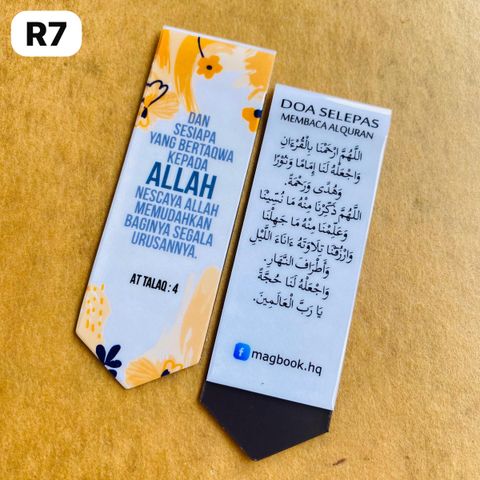 R7
DAN
SESIAPA
YANG BERTAQWA
KEPADA
ALLAH
NESCAYA ALLAH
MEMUDAHKAN
BAGINYA SEGALA
URUSANNYA.
AT TALAQ : 4
DOA SELEPAS
MEMBACA ALQURAN
اَللَّهُمَّ ارْحَمْنَا بِالْقُرْءَانِ
وَاجْعَلْهُ لَنَا إِمَامًا وَنُوْرًا
وَهُدًى وَرَحْمَةً.
اَللَّهُمَّ ذَكِّرْنَا مِنْهُ مَا نُسِّيْنَا
وَعَلِّمْنَا مِنْهُ مَا جَهِلْنَا
وَارْزُقْنَا تِلَاوَتَهُ ءَانَاءَ اللَّيْلِ
وَأَطْرَافَ النَّهَارِ.
وَاجْعَلْهُ لَنَا حُجَّةً
يَا رَبَّ الْعَالَمِيْنَ.
f magbook.hq